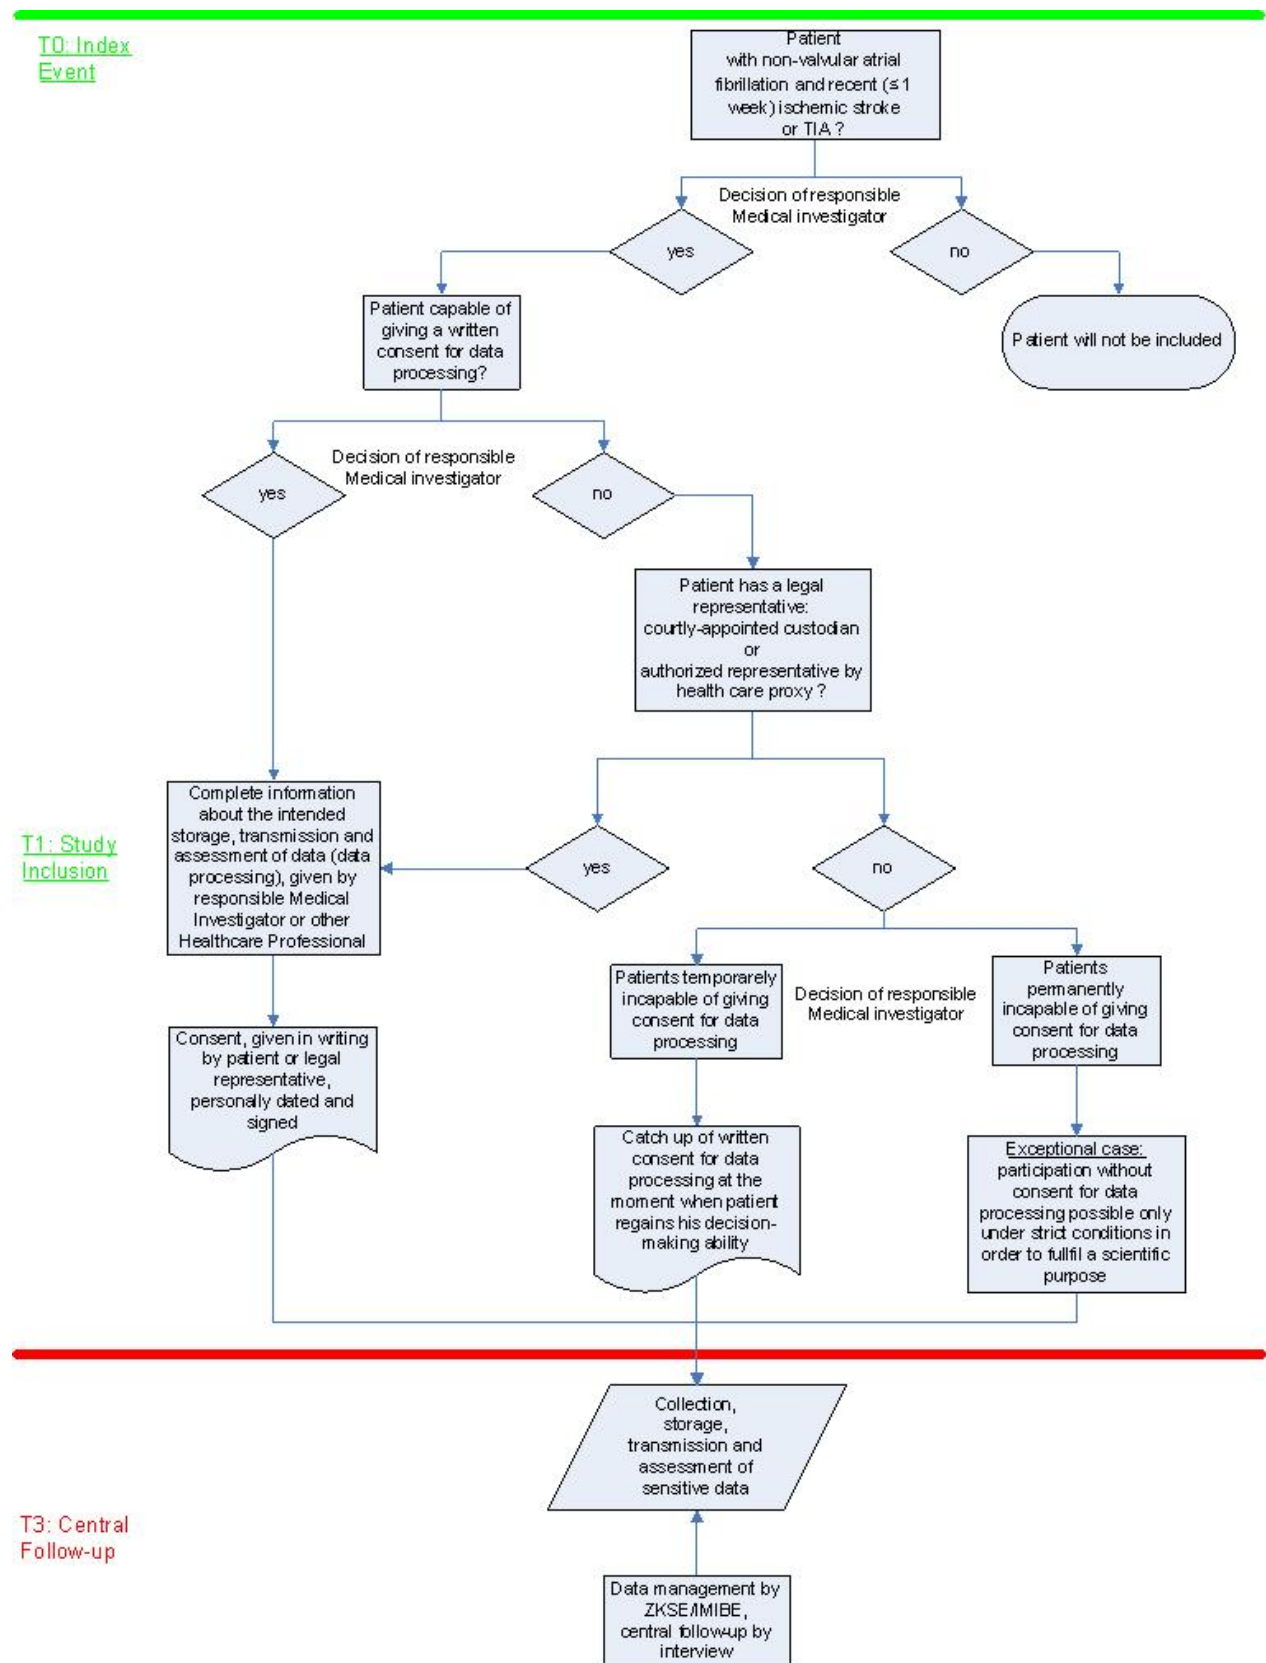 T0: Index
Event
Patient
with non-valvular atrial
fibrillation and recent (≤ 1
week) ischemic stroke
or TIA ?
Decision of responsible
Medical investigator
yes
no
Patient capable of
giving a written
consent for data
processing?
Patient will not be included
Decision of responsible
Medical investigator
yes
no
Patient has a legal
representative:
courtly-appointed custodian
or
authorized representative by
health care proxy ?
T1: Study
Inclusion
Complete information
about the intended
storage, transmission and
assessment of data (data
processing), given by
responsible Medical
Investigator or other
Healthcare Professional
yes
no
Patients temporarely
incapable of giving
consent for data
processing
Decision of responsible
Medical investigator
Patients
permanently
incapable of giving
consent for data
processing
Consent, given in writing
by patient or legal
representative,
personally dated and
signed
Catch up of written
consent for data
processing at the
moment when patient
regains his decision-
making ability
Exceptional case:
participation without
consent for data
processing possible only
under strict conditions in
order to fullfil a scientific
purpose
Collection,
storage,
transmission and
assessment of
sensitive data
T3: Central
Follow-up
Data management by
ZKSE/IMIBE,
central follow-up by
interview